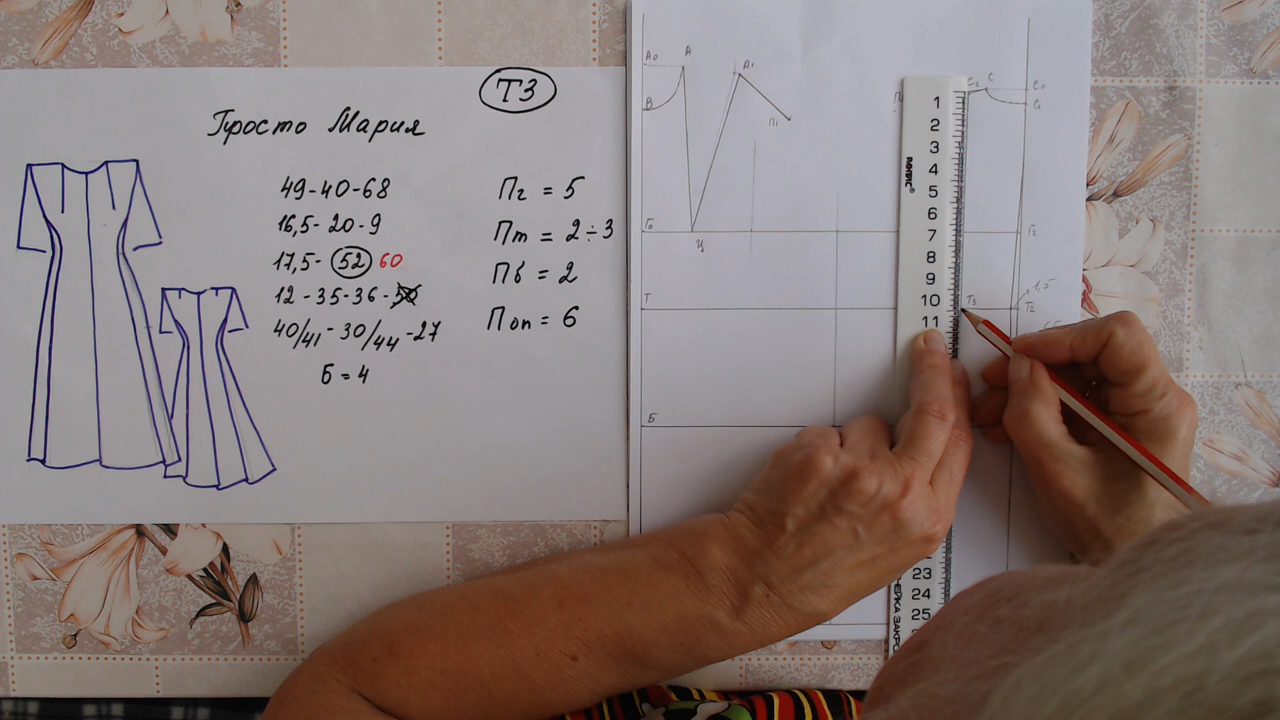 Т3
Просто Мария
49-40-68
16,5-20-9
17,5-52 60
12-35-36-50
40/41-30/44-27
Б=4
Пг = 5
Пт = 2÷3
Пб = 2
Поп = 6
А0 А
В
А1
П1
Г0
Ц
Т
Б
С2 С С0
С1
Г2
Т3 Т2
1,5
1
2
3
4
5
6
7
8
9
10
11
23
24
25